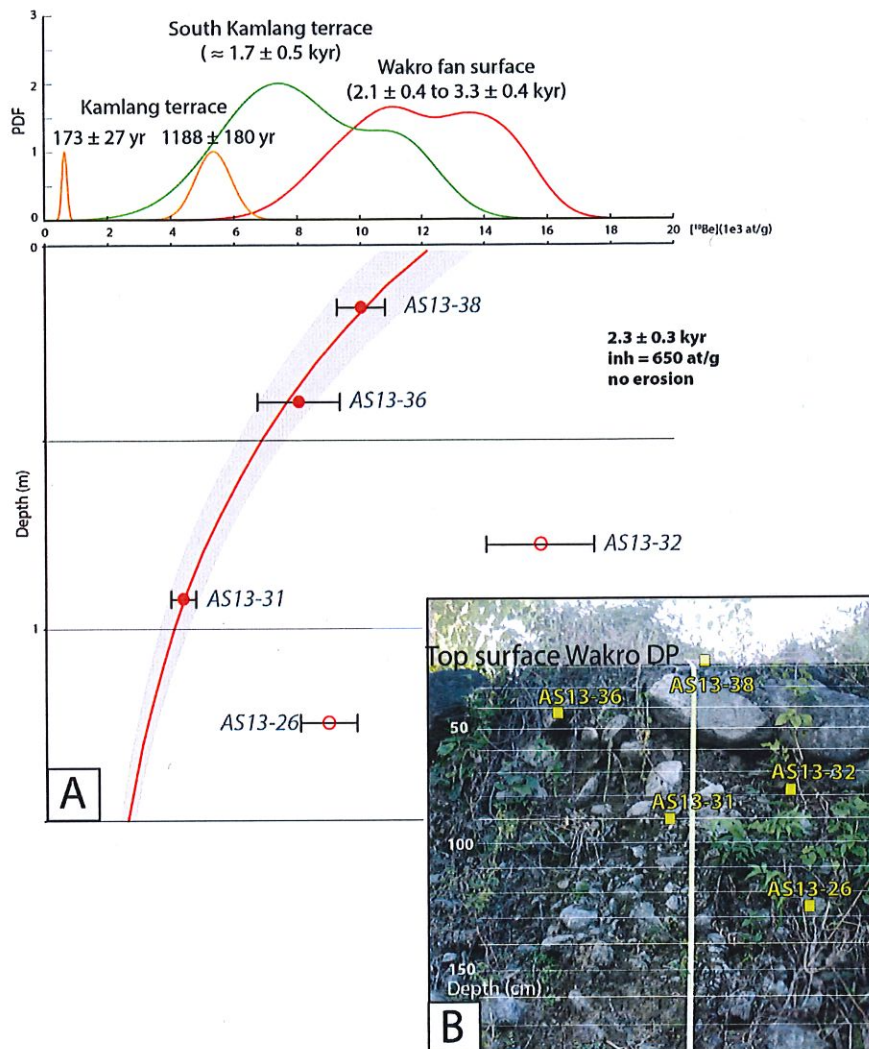 3
2
1
0
PDF
South Kamlang terrace
(≈ 1.7 ± 0.5 kyr)
Wakro fan surface
(2.1 ± 0.4 to 3.3 ± 0.4 kyr)
Kamlang terrace
173 ± 27 yr 1188 ± 180 yr
0 2 4 6 8 10 12 14 16 18 20 [¹⁰Be](1e3 at/g)
0
AS13-38
2.3 ± 0.3 kyr
inh = 650 at/g
no erosion
AS13-36
Depth (m)
AS13-32
AS13-31
1
AS13-26
A
Top surface Wakro DP
AS13-36
AS13-38
50
AS13-32
AS13-31
100
AS13-26
150
Depth (cm)
B